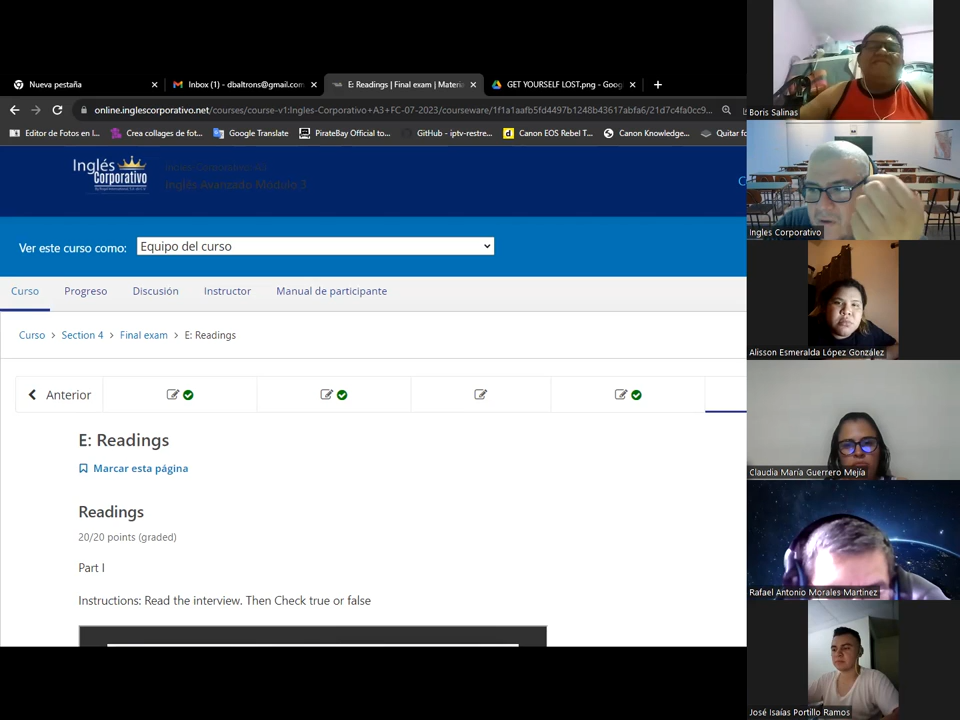 Nueva pestaña
Inbox (1) - dbaltrons@gmail.com
E: Readings | Final exam | Materia
GET YOURSELF LOST.png - Goog
online.inglescorporativo.net/courses/course-v1:Ingles-Corporativo+A3+FC-07-2023/courseware/1f1a1aafb5fd4497b1248b43617abfa6/21d7c4fa0cc9...
Editor de Fotos en l...
Crea collages de fot...
Google Translate
PirateBay Official to...
GitHub - iptv-restre...
Canon EOS Rebel T...
Canon Knowledge...
Quitar fo
Inglés
Corporativo
Inglés Avanzado Módulo 3
Ver este curso como:
Equipo del curso
Curso
Progreso
Discusión
Instructor
Manual de participante
Curso > Section 4 > Final exam > E: Readings
Anterior
E: Readings
Marcar esta página
Readings
20/20 points (graded)
Part I
Instructions: Read the interview. Then Check true or false
Boris Salinas
Ingles Corporativo
Alisson Esmeralda López González
Claudia María Guerrero Mejía
Rafael Antonio Morales Martinez
José Isaías Portillo Ramos